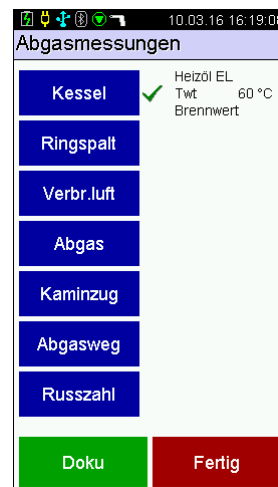 10.03.16 16:19:08
Abgasmessungen
Kessel
Heizöl EL
Twt 60 °C
Brennwert
Ringspalt
Verbr.luft
Abgas
Kaminzug
Abgasweg
Russzahl
Doku
Fertig